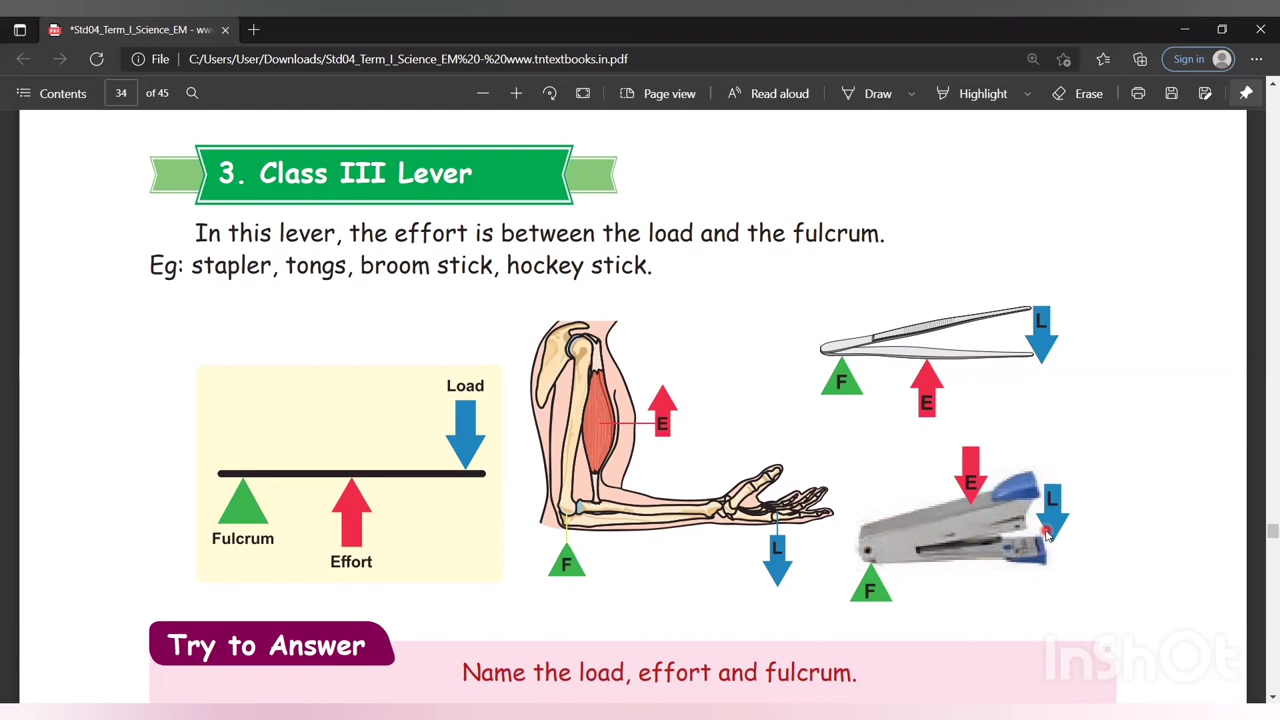 *Std04_Term_I_Science_EM - ww
File
C:/Users/User/Downloads/Std04_Term_I_Science_EM%20-%20www.tntextbooks.in.pdf
Sign in
Contents
34 of 45
Page view
Read aloud
Draw
Highlight
Erase
3. Class III Lever
In this lever, the effort is between the load and the fulcrum.
Eg: stapler, tongs, broom stick, hockey stick.
Load
Fulcrum
Effort
E
F
L
L
F
E
E
L
F
Try to Answer
Name the load, effort and fulcrum.
InShOt